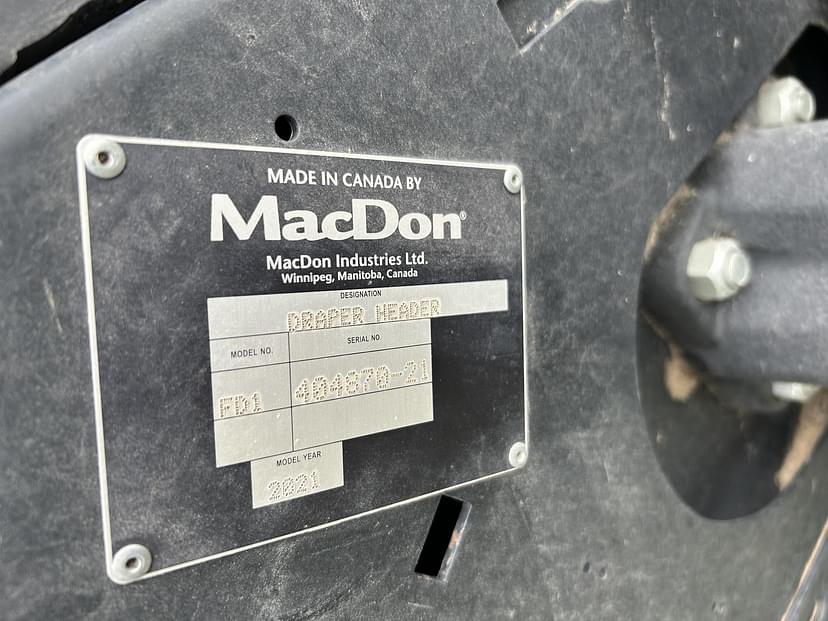 MADE IN CANADA BY
MacDon®
MacDon Industries Ltd.
Winnipeg, Manitoba, Canada
DESIGNATION
DRAPER HEADER
MODEL NO.
SERIAL NO.
FD1
404870-21
MODEL YEAR
2021